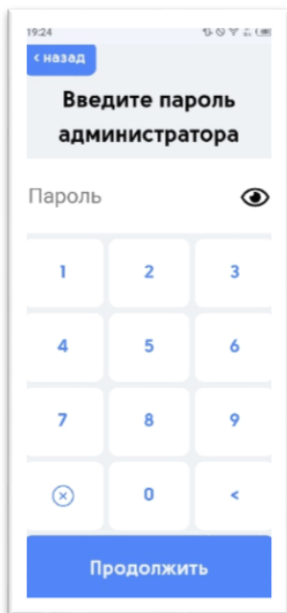 19:24
< назад
Введите пароль
администратора
Пароль
1 2 3
4 5 6
7 8 9
0 <
Продолжить